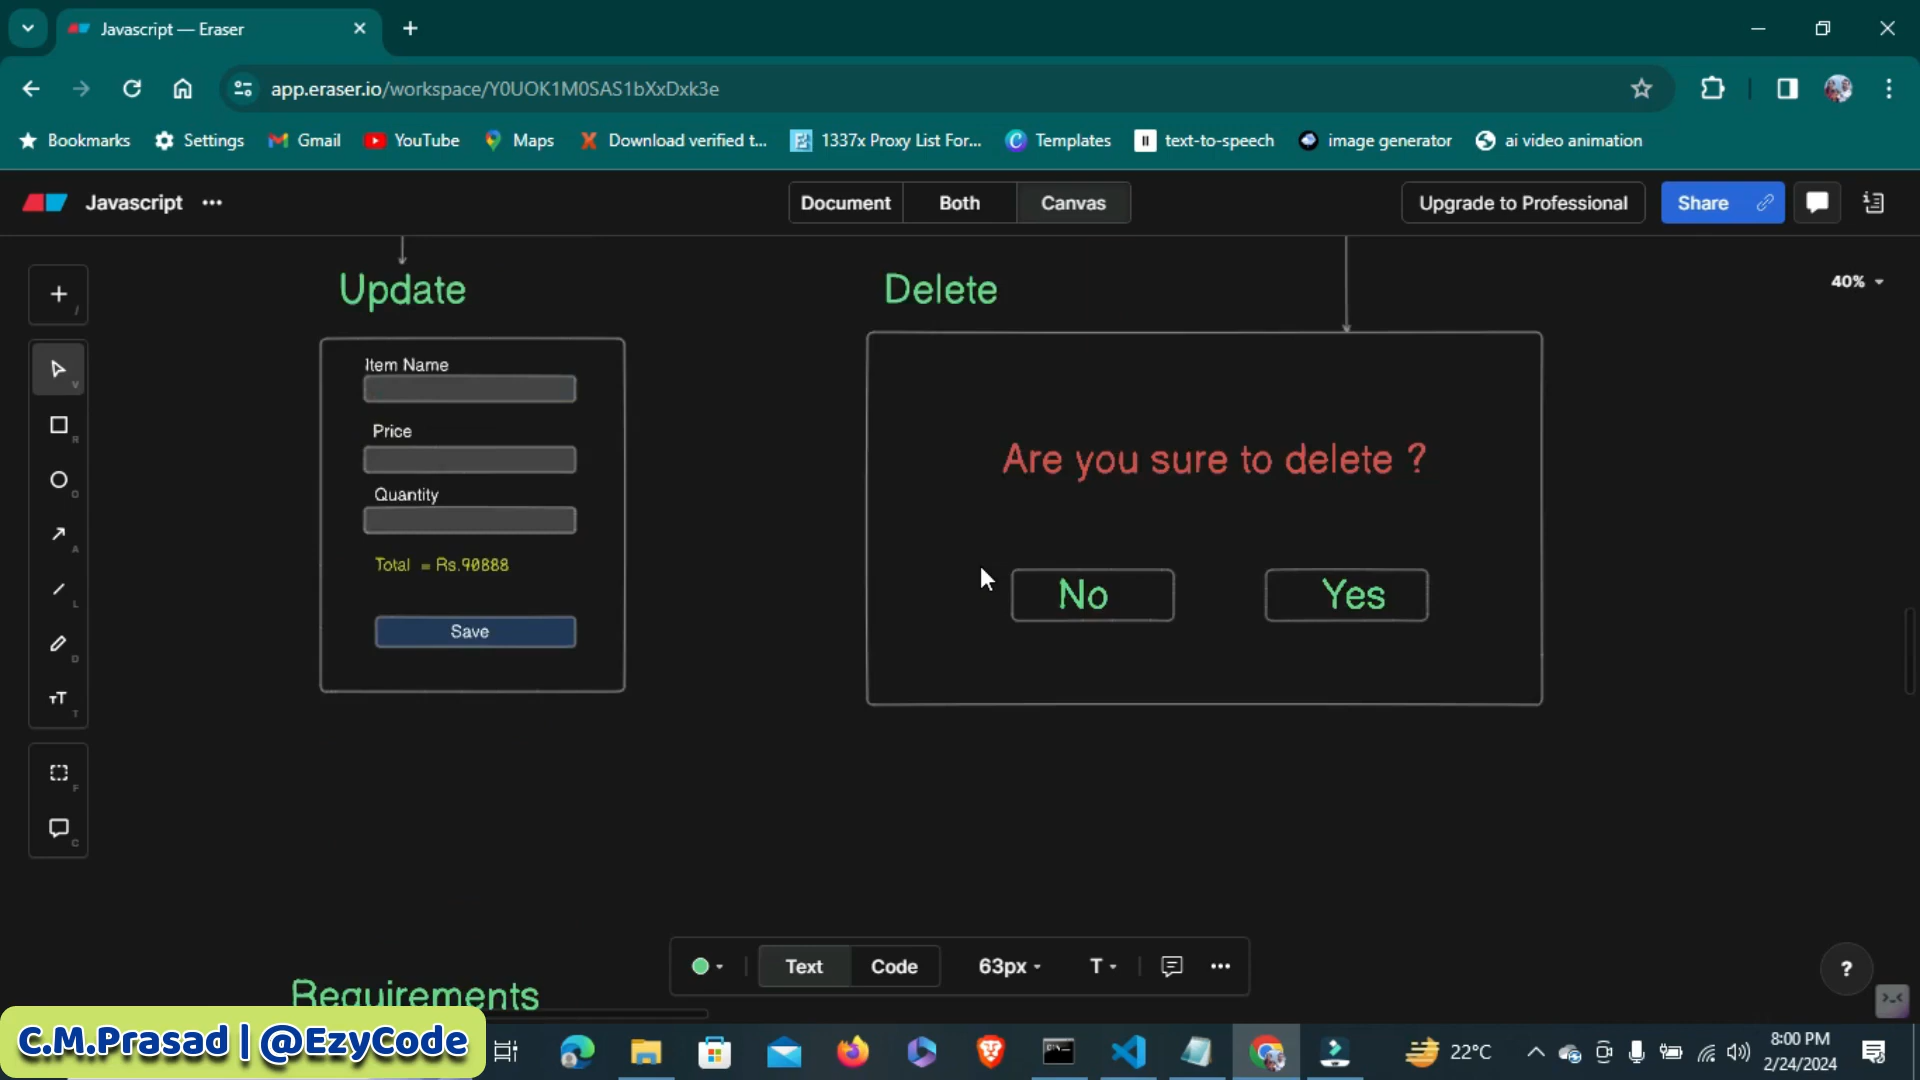 Javascript — Eraser
app.eraser.io/workspace/Y0UOK1M0SAS1bXxDxk3e
Bookmarks Settings Gmail YouTube Maps Download verified t... 1337x Proxy List For... Templates text-to-speech image generator ai video animation
Javascript ••• Document Both Canvas Upgrade to Professional Share
40%
Update Delete
Item Name
Price
Quantity
Total = Rs.90888
Save
Are you sure to delete ?
No Yes
/
V
R
O
A
L
D
T
F
C
Text Code 63px T
?
Requirements
C.M.Prasad | @EzyCode
22°C
8:00 PM
2/24/2024